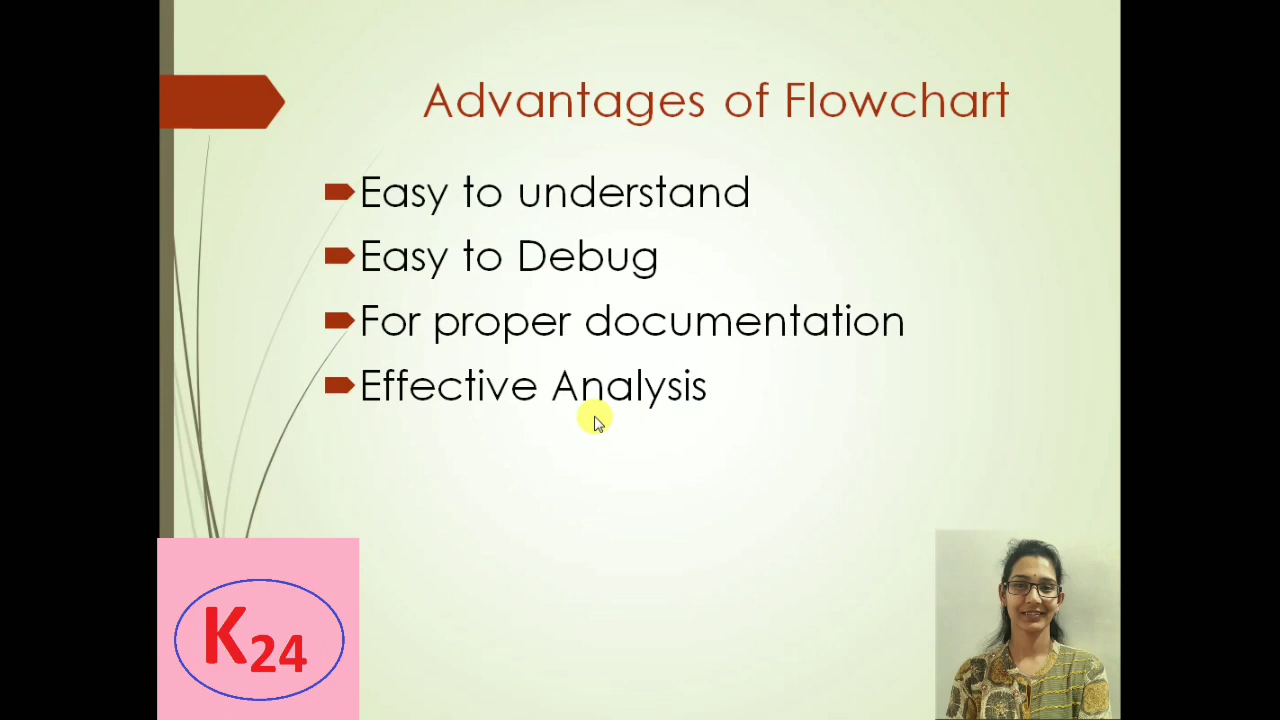 Advantages of Flowchart
Easy to understand
Easy to Debug
For proper documentation
Effective Analysis
K24